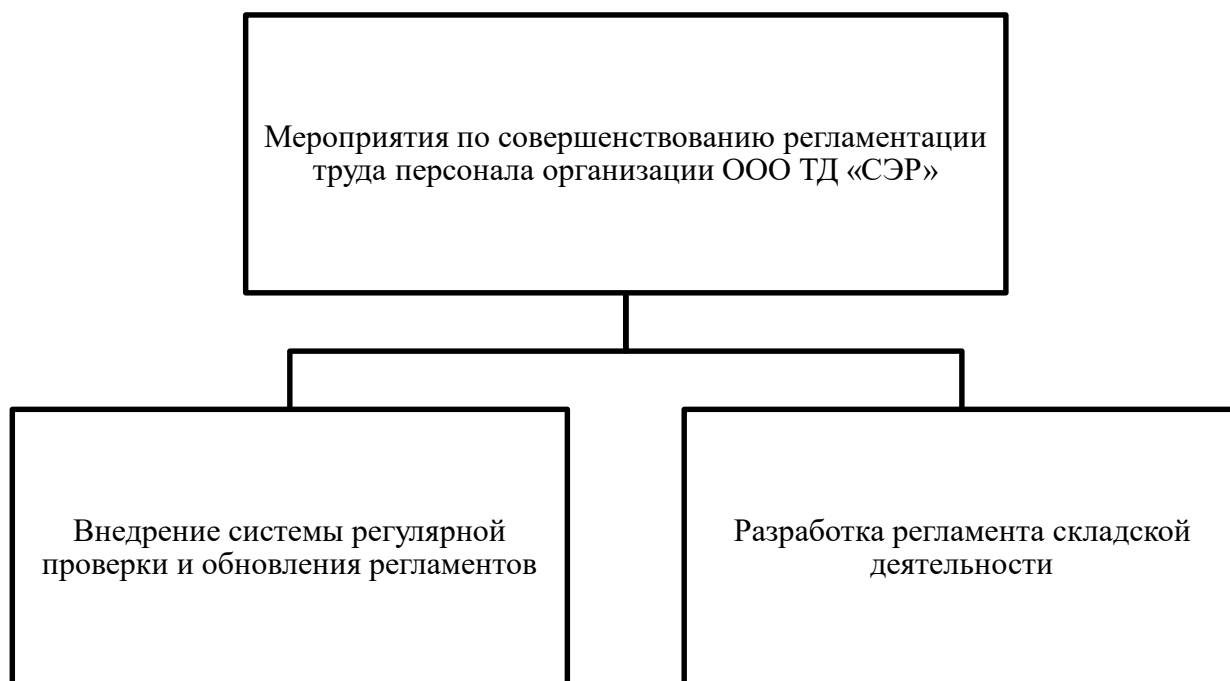 Мероприятия по совершенствованию регламентации
труда персонала организации ООО ТД «СЭР»
Внедрение системы регулярной
проверки и обновления регламентов
Разработка регламента складской
деятельности